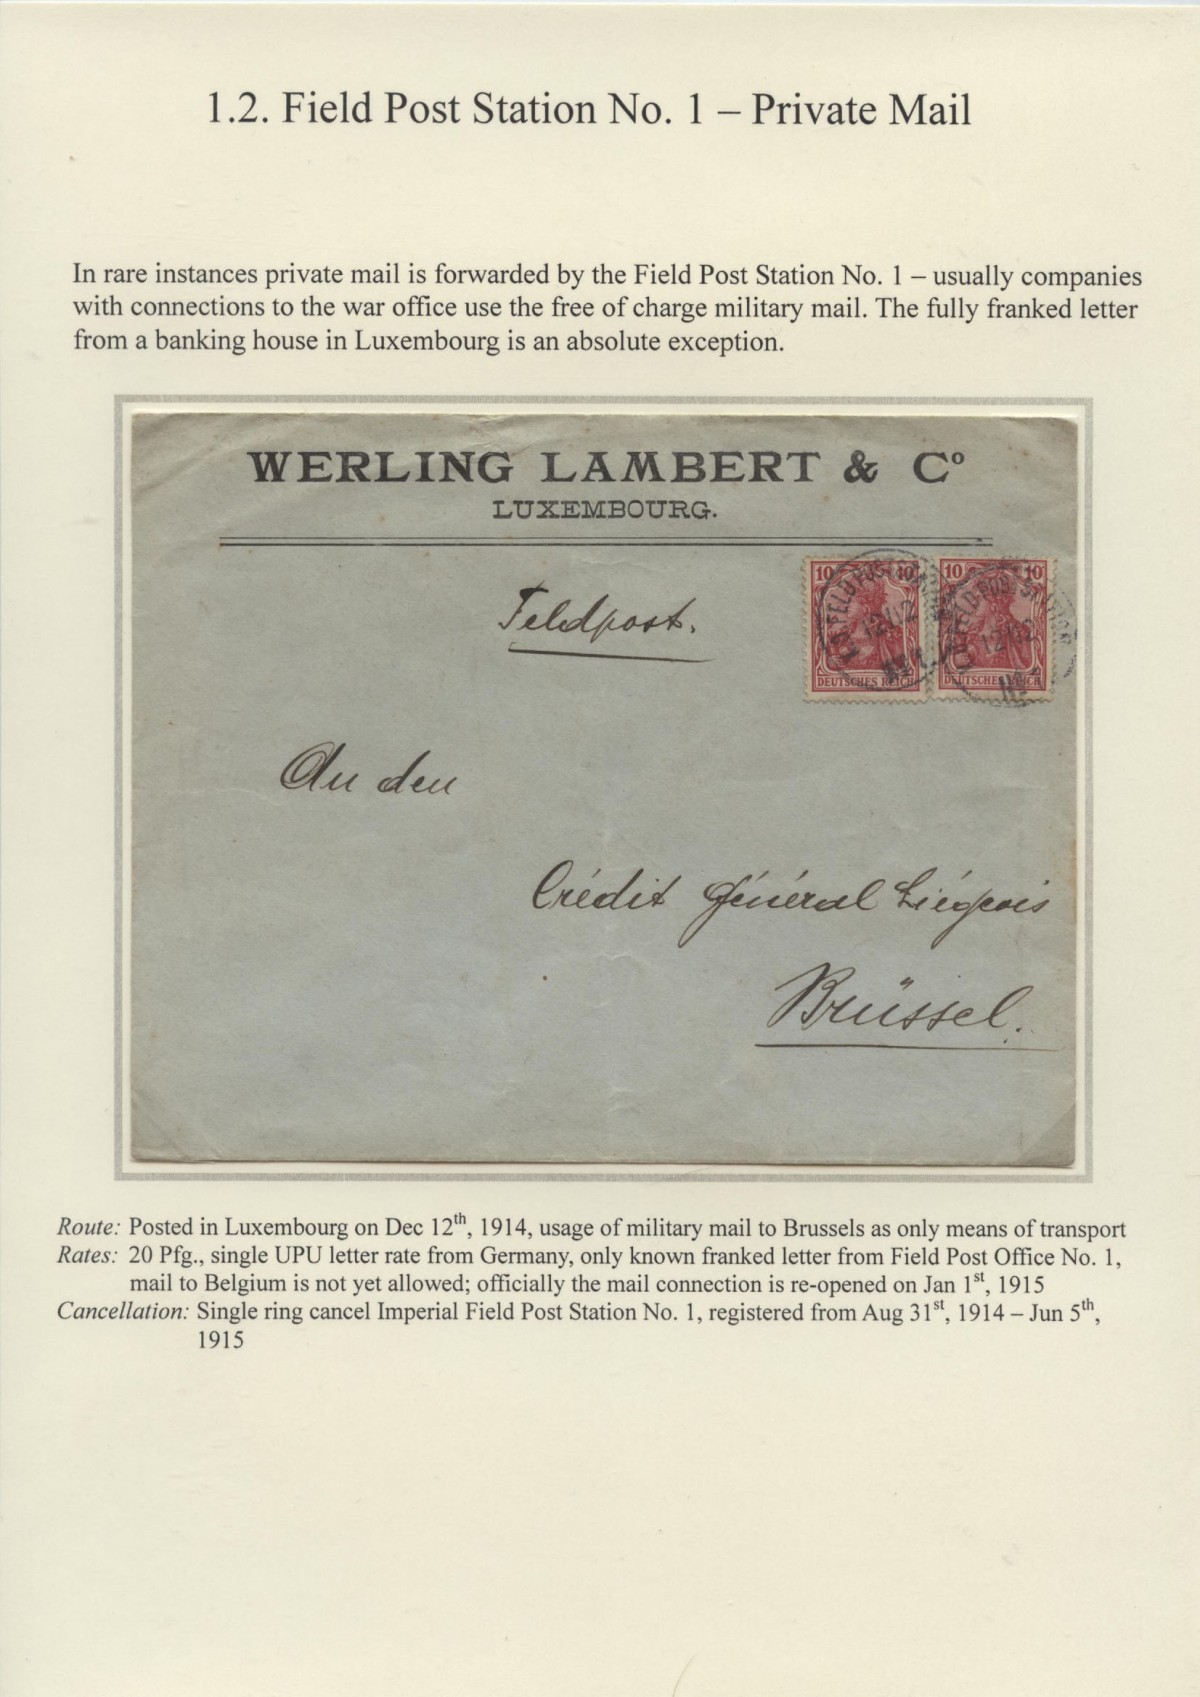 1.2. Field Post Station No. 1 – Private Mail
In rare instances private mail is forwarded by the Field Post Station No. 1 – usually companies
with connections to the war office use the free of charge military mail. The fully franked letter
from a banking house in Luxembourg is an absolute exception.
WERLING LAMBERT & Cº
LUXEMBOURG.
10 10 10 10
FELDPOST
12 12
DEUTSCHES REICH DEUTSCHES REICH
Feldpost.
An den
Crédit Général Liégeois
Brüssel.
Route: Posted in Luxembourg on Dec 12th, 1914, usage of military mail to Brussels as only means of transport
Rates: 20 Pfg., single UPU letter rate from Germany, only known franked letter from Field Post Office No. 1,
mail to Belgium is not yet allowed; officially the mail connection is re-opened on Jan 1st, 1915
Cancellation: Single ring cancel Imperial Field Post Station No. 1, registered from Aug 31st, 1914 – Jun 5th,
1915